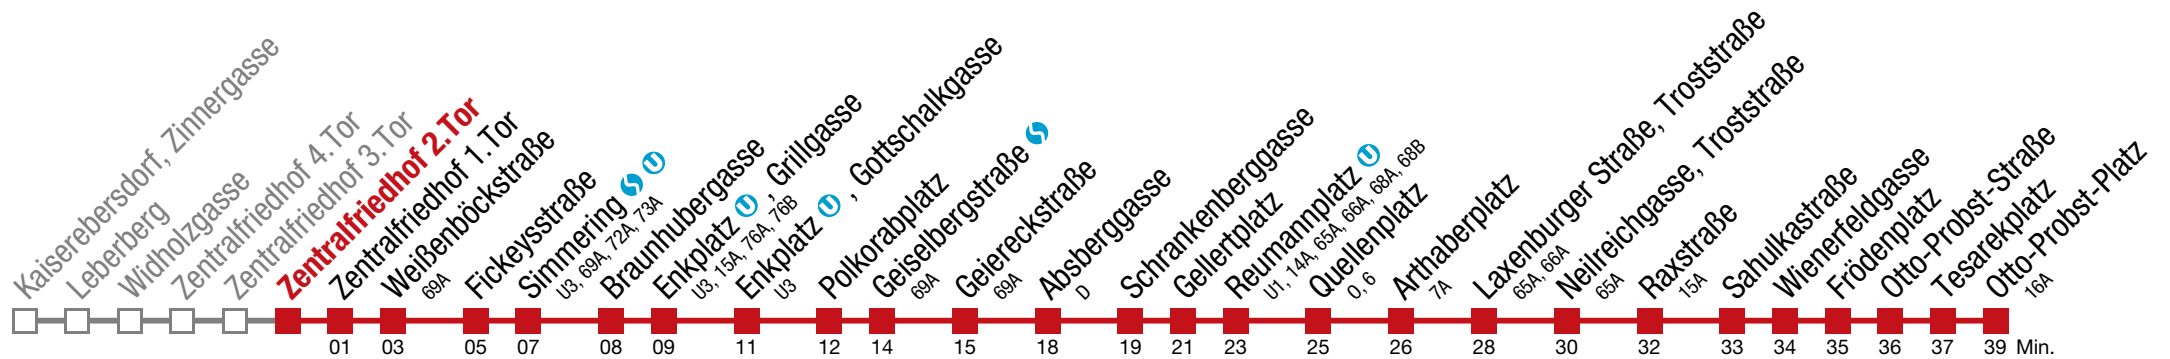 Kaiserebersdorf, Zinnergasse
Leberberg
Widholzgasse
Zentralfriedhof 4. Tor
Zentralfriedhof 3. Tor
Zentralfriedhof 2. Tor
Zentralfriedhof 1. Tor
Weißenböckstraße
69A
Fickeysstraße
Simmering S U
U3, 69A, 72A, 73A
Braunhubergasse
Enkplatz U , Grillgasse
U3, 15A, 76A, 76B
Enkplatz U , Gottschalkgasse
U3
Polkorabplatz
Geiselbergstraße S
69A
Geiereckstraße
69A
Absberggasse
D
Schrankenberggasse
Gellertplatz
Reumannplatz U
U1, 14A, 65A, 66A, 68A, 68B
Quellenplatz
O, 6
Arthaberplatz
7A
Laxenburger Straße, Troststraße
65A, 66A
Neilreichgasse, Troststraße
65A
Raxstraße
15A
Sahulkastraße
Wienerfeldgasse
Frödenplatz
Otto-Probst-Straße
Tesarekplatz
Otto-Probst-Platz
16A
01 03 05 07 08 09 11 12 14 15 18 19 21 23 25 26 28 30 32 33 34 35 36 37 39 Min.